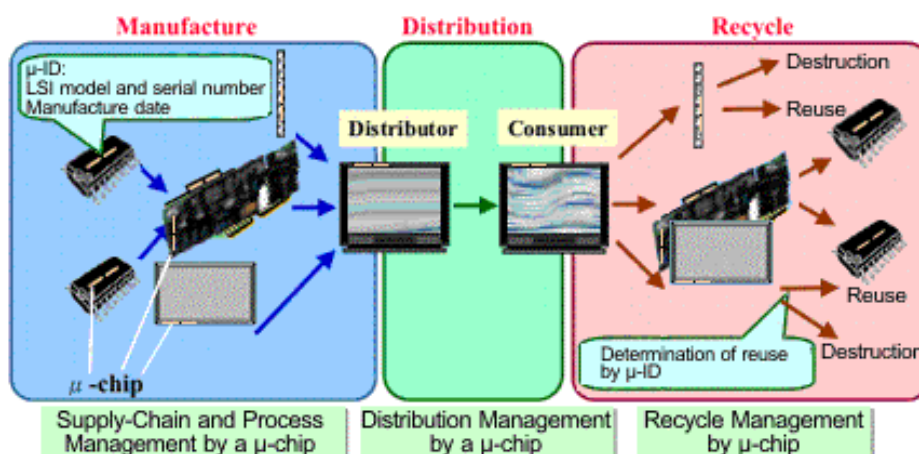 Manufacture
Distribution
Recycle
μ-ID:
LSI model and serial number
Manufacture date
Distributor
Consumer
Destruction
Reuse
Reuse
Destruction
Determination of reuse
by μ-ID
μ -chip
Supply-Chain and Process
Management by a μ-chip
Distribution Management
by a μ-chip
Recycle Management
by μ-chip